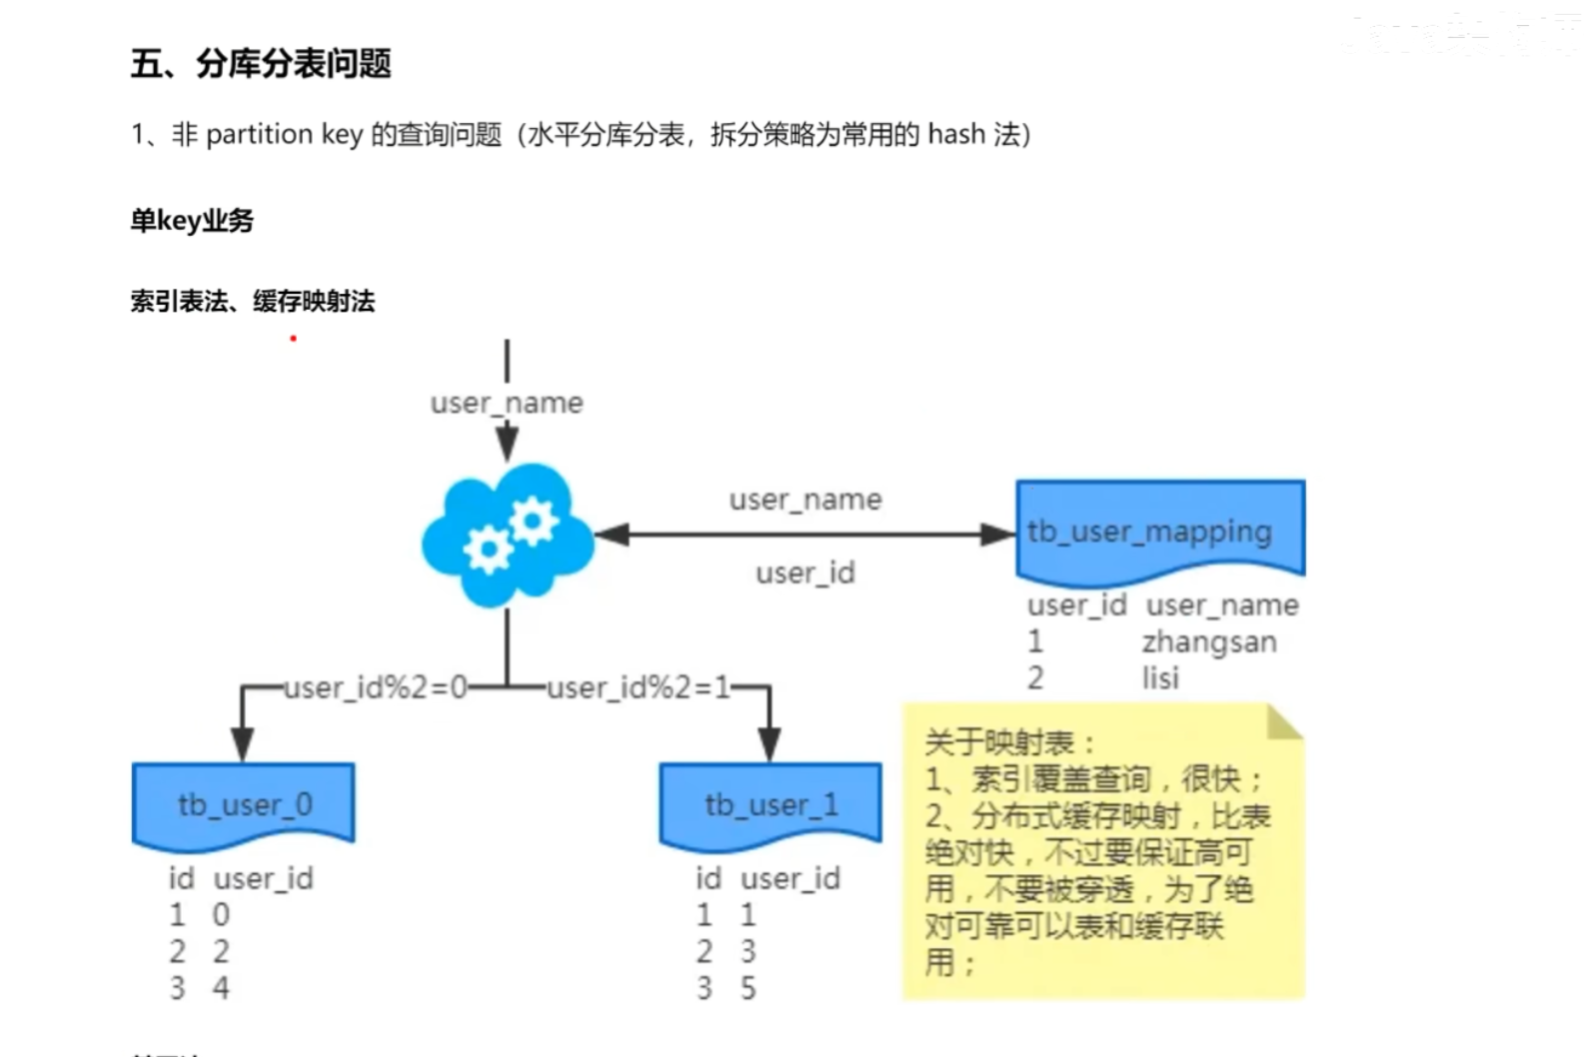 五、分库分表问题
1、非 partition key 的查询问题（水平分库分表，拆分策略为常用的 hash 法）
单key业务
索引表法、缓存映射法
user_name
user_name
tb_user_mapping
user_id
user_id user_name
1 zhangsan
2 lisi
user_id%2=0 user_id%2=1
tb_user_0
id user_id
1 0
2 2
3 4
tb_user_1
id user_id
1 1
2 3
3 5
关于映射表：
1、索引覆盖查询，很快；
2、分布式缓存映射，比表
绝对快，不过要保证高可
用，不要被穿透，为了绝
对可靠可以表和缓存联
用；